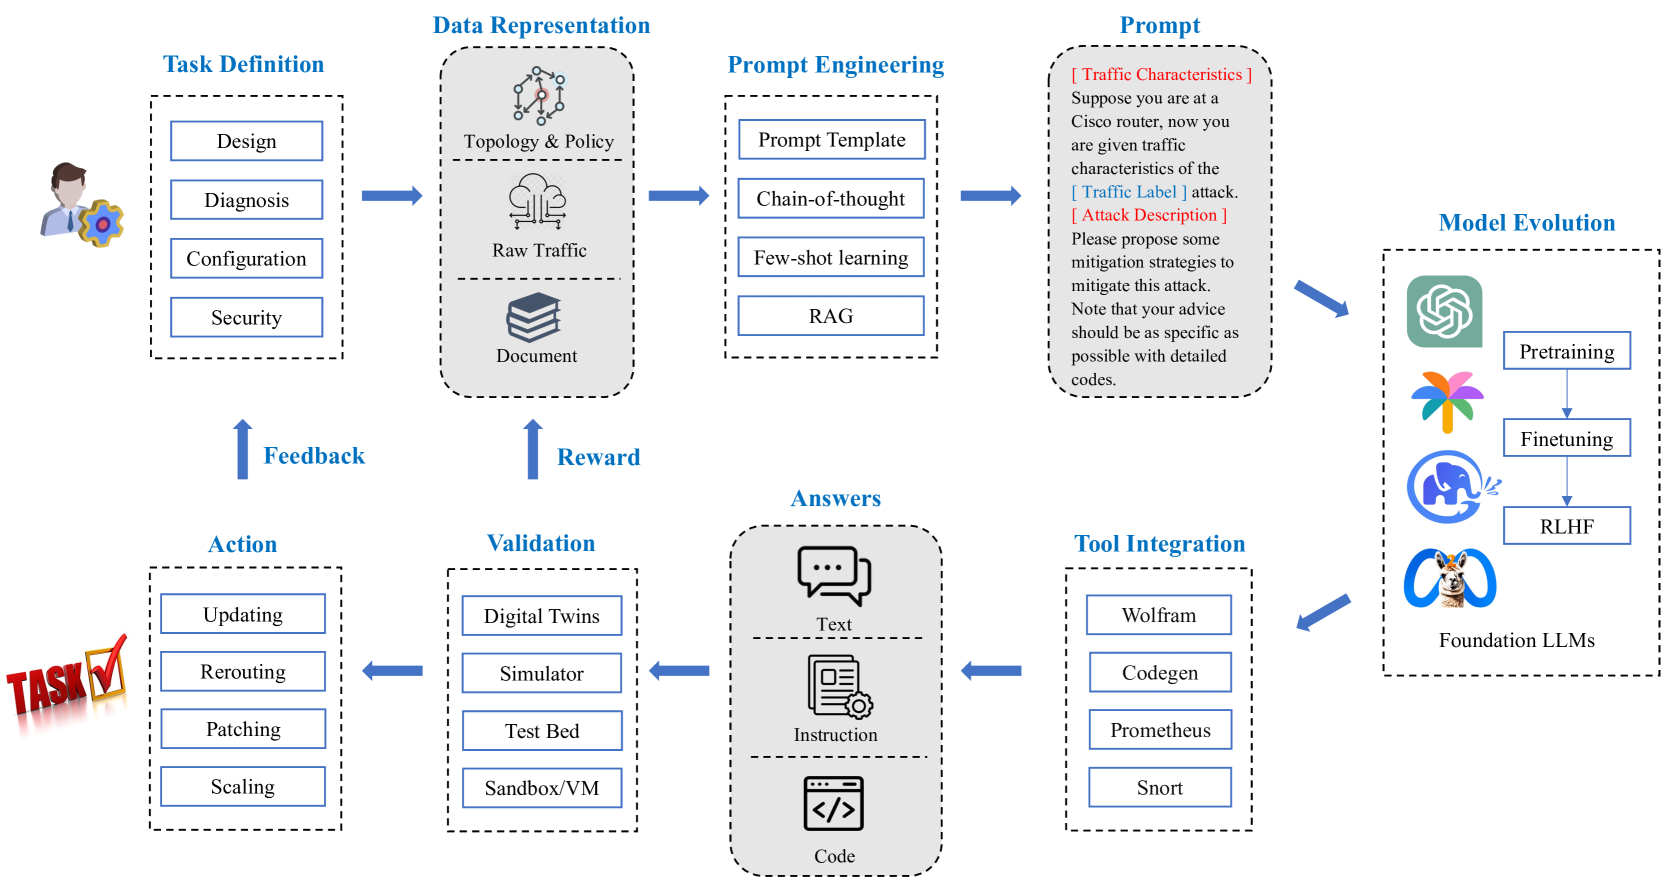 Task Definition
Design
Diagnosis
Configuration
Security
Data Representation
Topology & Policy
Raw Traffic
Document
Prompt Engineering
Prompt Template
Chain-of-thought
Few-shot learning
RAG
Prompt
[ Traffic Characteristics ]
Suppose you are at a
Cisco router, now you
are given traffic
characteristics of the
[ Traffic Label ] attack.
[ Attack Description ]
Please propose some
mitigation strategies to
mitigate this attack.
Note that your advice
should be as specific as
possible with detailed
codes.
Model Evolution
Pretraining
Finetuning
RLHF
Foundation LLMs
Tool Integration
Wolfram
Codegen
Prometheus
Snort
Answers
Text
Instruction
Code
Reward
Validation
Digital Twins
Simulator
Test Bed
Sandbox/VM
Feedback
Action
Updating
Rerouting
Patching
Scaling
TASK